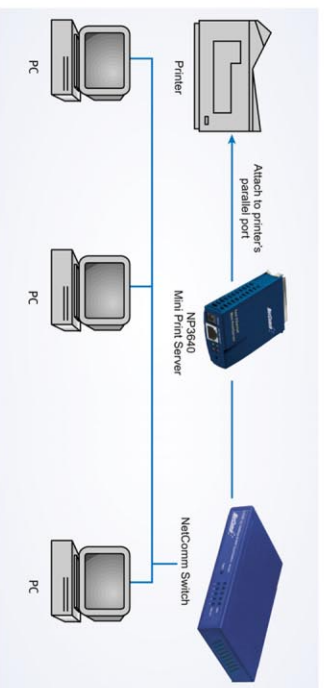 Printer
Attach to printer's
parallel port
NP3640
Mini Print Server
NetComm Switch
PC
PC
PC